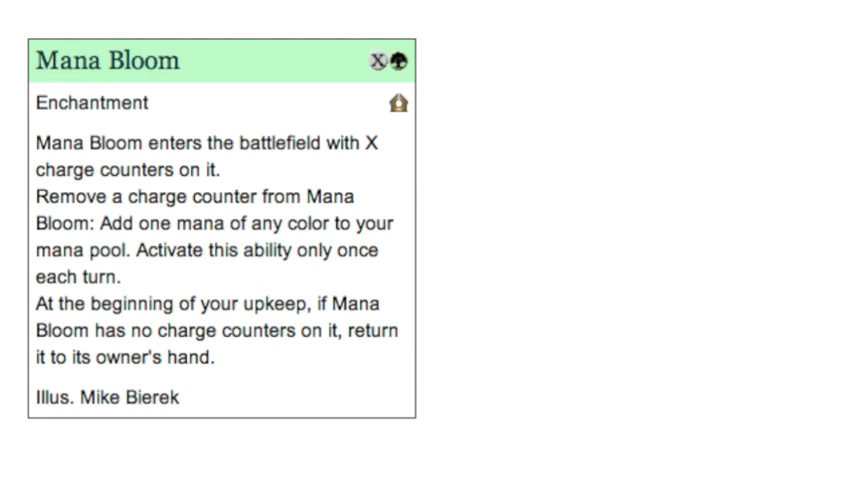 Mana Bloom X
Enchantment
Mana Bloom enters the battlefield with X
charge counters on it.
Remove a charge counter from Mana
Bloom: Add one mana of any color to your
mana pool. Activate this ability only once
each turn.
At the beginning of your upkeep, if Mana
Bloom has no charge counters on it, return
it to its owner's hand.
Illus. Mike Bierek